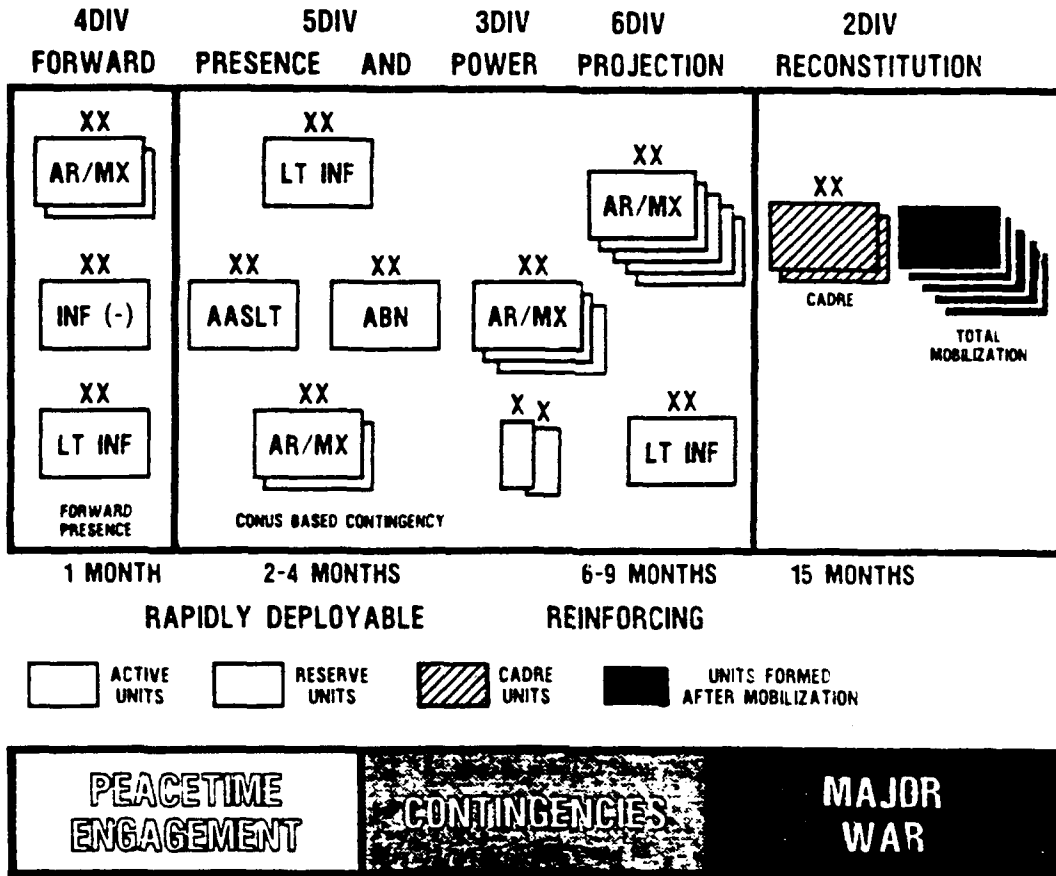 4DIV 5DIV 3DIV 6DIV 2DIV
FORWARD PRESENCE AND POWER PROJECTION RECONSTITUTION
XX
AR/MX
XX
INF (-)
XX
LT INF
FORWARD
PRESENCE
XX
LT INF
XX XX
AASLT ABN
XX
AR/MX
CONUS BASED CONTINGENCY
XX
AR/MX
X X
XX
AR/MX
XX
LT INF
XX
CADRE
TOTAL
MOBILIZATION
1 MONTH 2-4 MONTHS 6-9 MONTHS 15 MONTHS
RAPIDLY DEPLOYABLE REINFORCING
ACTIVE
UNITS
RESERVE
UNITS
CADRE
UNITS
UNITS FORMED
AFTER MOBILIZATION
PEACETIME
ENGAGEMENT
CONTINGENCIES
MAJOR
WAR